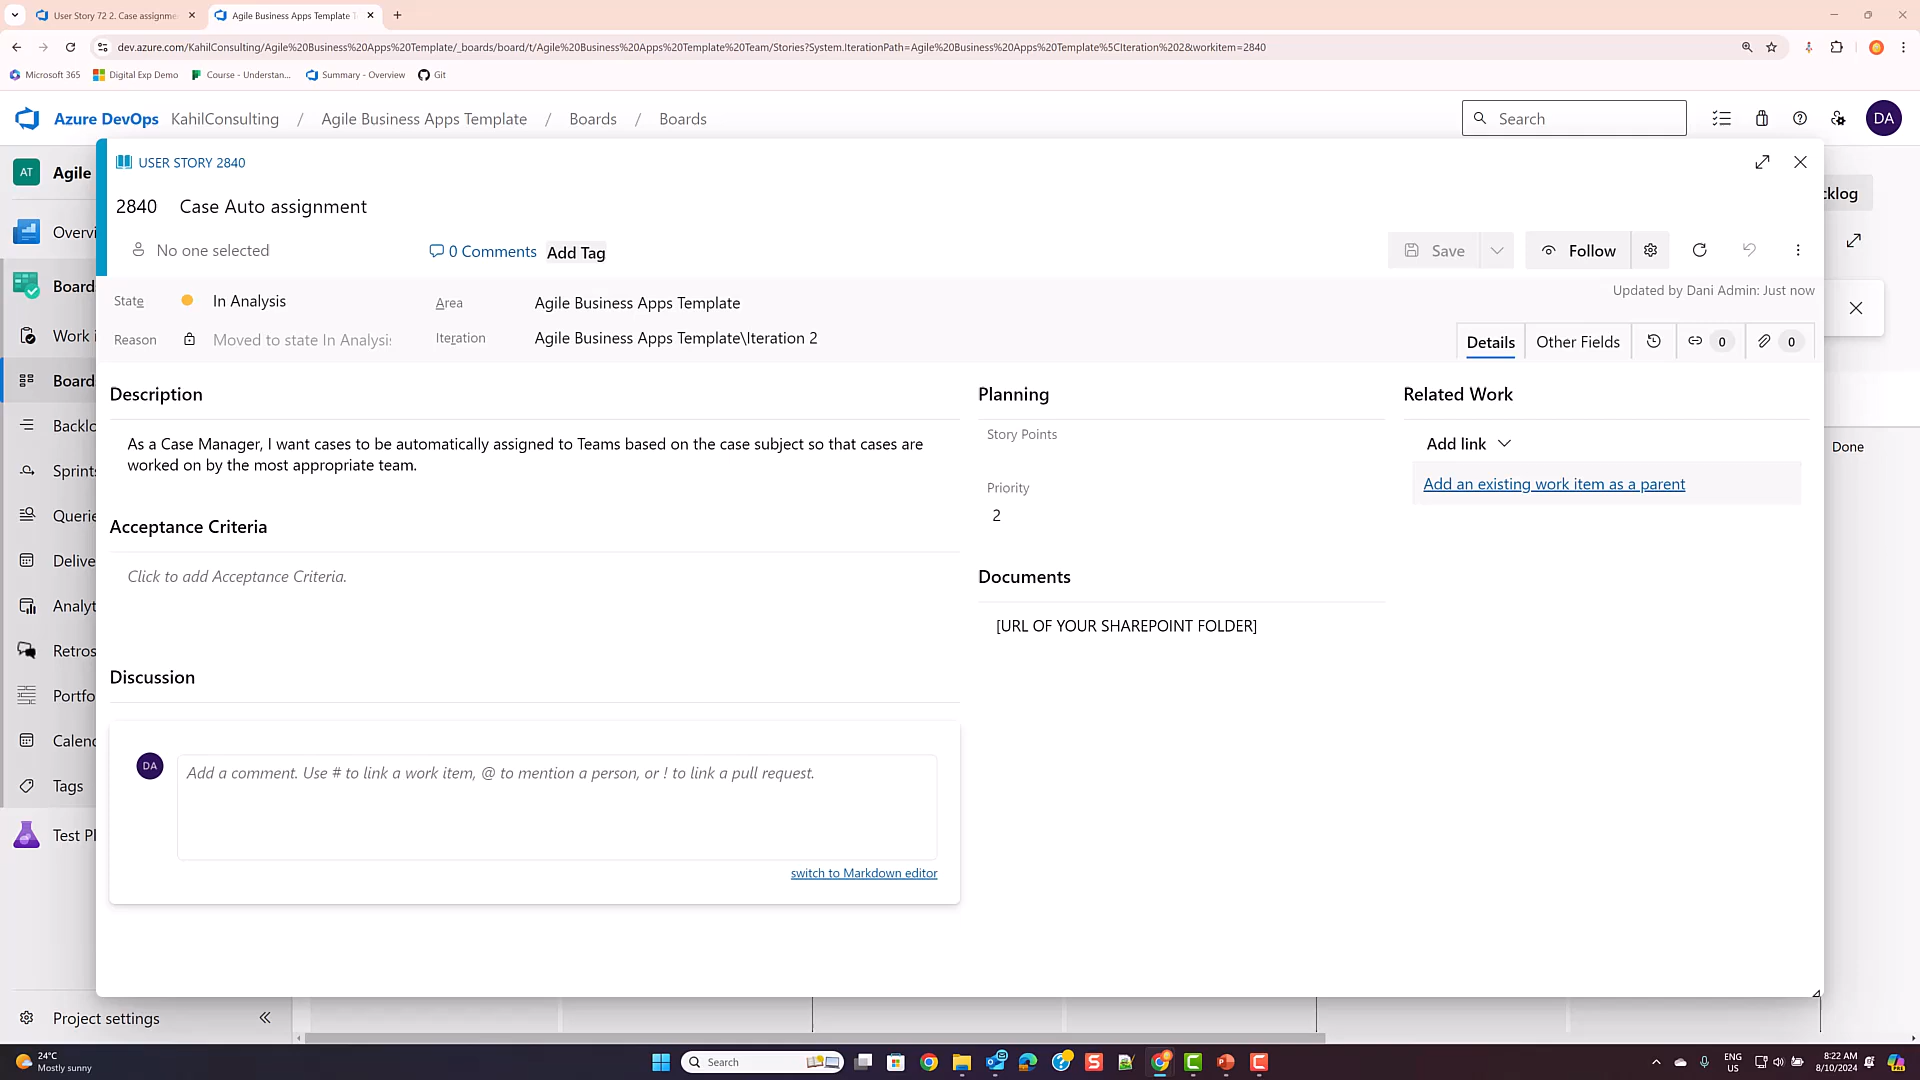 User Story 72 2. Case assignme
Agile Business Apps Template T
dev.azure.com/KahilConsulting/Agile%20Business%20Apps%20Template/_boards/board/t/Agile%20Business%20Apps%20Template%20Team/Stories?System.IterationPath=Agile%20Business%20Apps%20Template%5CIteration%202&workitem=2840
Microsoft 365
Digital Exp Demo
Course - Understan...
Summary - Overview
Git
Azure DevOps
KahilConsulting / Agile Business Apps Template / Boards / Boards
Search
DA
AT
Agile
USER STORY 2840
2840 Case Auto assignment
cklog
No one selected
0 Comments
Add Tag
Save
Follow
Updated by Dani Admin: Just now
State
In Analysis
Area
Agile Business Apps Template
Reason
Moved to state In Analysis
Iteration
Agile Business Apps Template\Iteration 2
Details
Other Fields
0
0
Overvi
Board
Work i
Board
Backlo
Sprints
Querie
Delive
Analyt
Retros
Portfo
Calenc
Tags
Test Pl
Project settings
Description
As a Case Manager, I want cases to be automatically assigned to Teams based on the case subject so that cases are
worked on by the most appropriate team.
Acceptance Criteria
Click to add Acceptance Criteria.
Discussion
DA
Add a comment. Use # to link a work item, @ to mention a person, or ! to link a pull request.
switch to Markdown editor
Planning
Story Points
Priority
2
Documents
[URL OF YOUR SHAREPOINT FOLDER]
Related Work
Add link
Add an existing work item as a parent
Done
24°C
Mostly sunny
Search
ENG
US
8:22 AM
8/10/2024